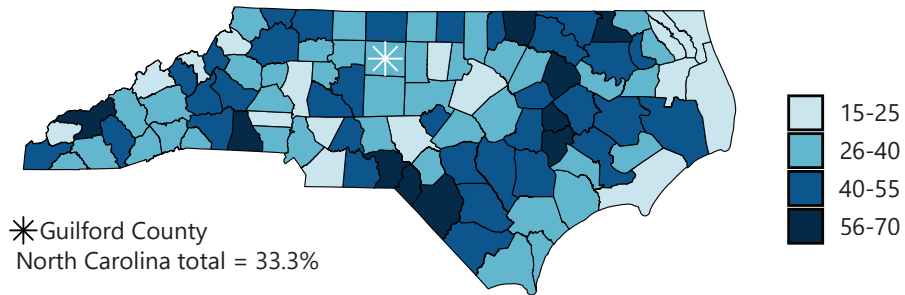 15-25
26-40
40-55
56-70
Guilford County
North Carolina total = 33.3%